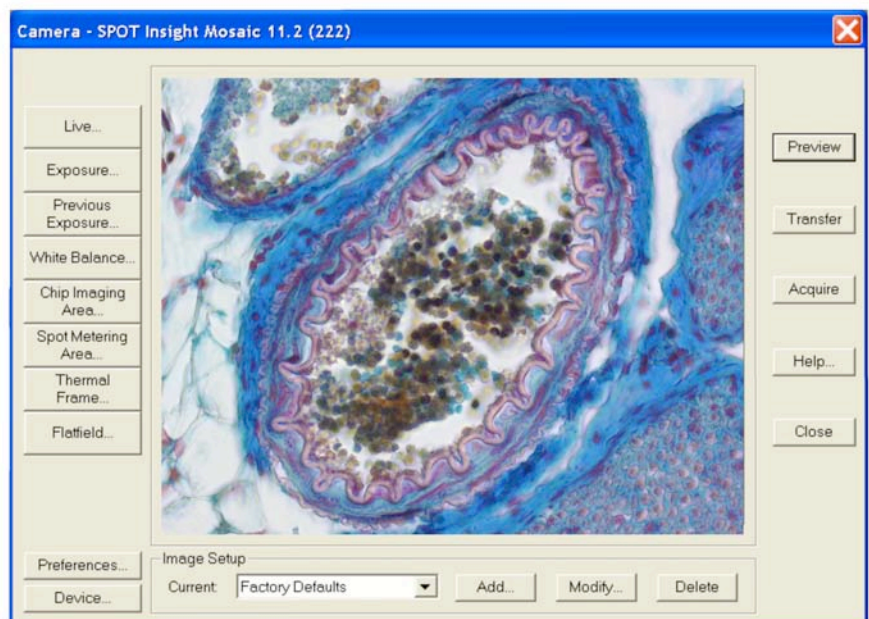 Camera - SPOT Insight Mosaic 11.2 (222)
Live...
Exposure...
Previous
Exposure...
White Balance...
Chip Imaging
Area...
Spot Metering
Area...
Thermal
Frame...
Flatfield...
Preferences...
Device...
Preview
Transfer
Acquire
Help...
Close
Image Setup
Current:
Factory Defaults
Add...
Modify...
Delete